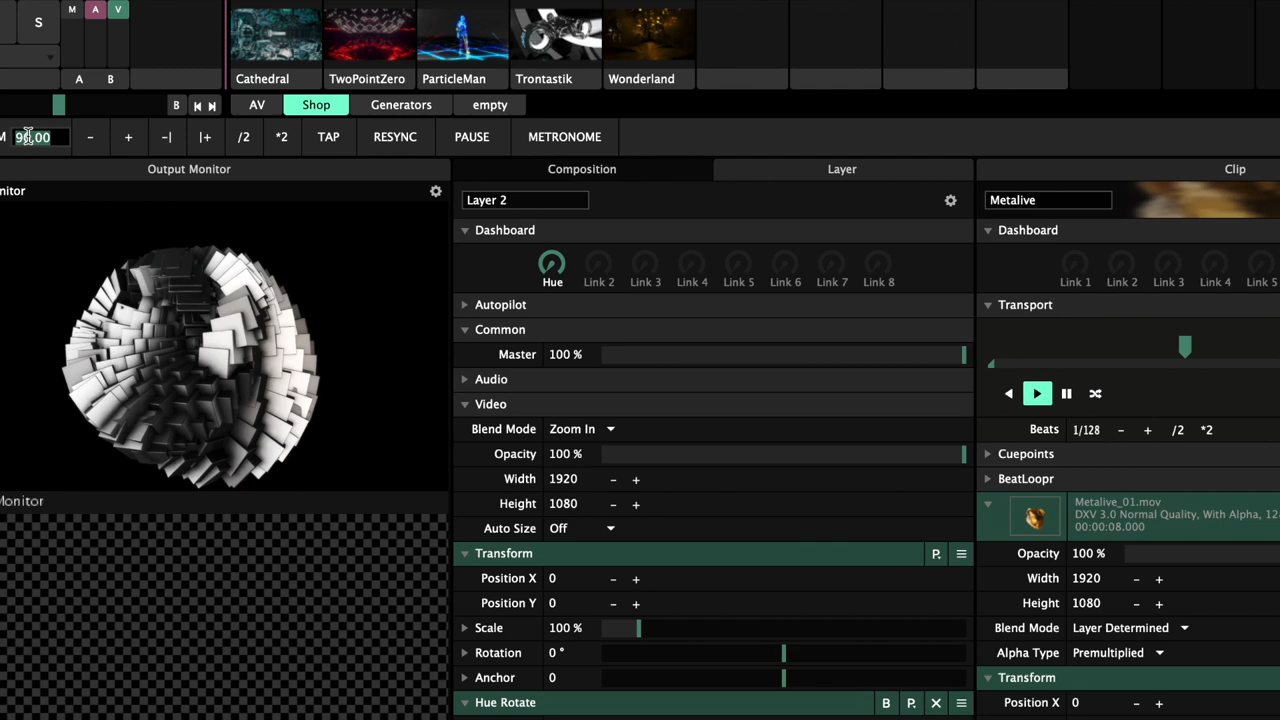 M A V
S
A B
Cathedral TwoPointZero ParticleMan Trontastik Wonderland
B AV Shop Generators empty
- + -| |+ /2 *2 TAP RESYNC PAUSE METRONOME
Output Monitor
Composition Layer Clip
nitor
Layer 2
Metalive
Dashboard
Hue Link 2 Link 3 Link 4 Link 5 Link 6 Link 7 Link 8
Autopilot
Common
Master 100 %
Audio
Video
Blend Mode Zoom In
Opacity 100 %
Width 1920 - +
Height 1080 - +
Auto Size Off
Transform P.
Position X 0 - +
Position Y 0 - +
Scale 100 %
Rotation 0 °
Anchor 0
Hue Rotate B P. X
Dashboard
Link 1 Link 2 Link 3 Link 4 Link 5
Transport
Beats 1/128 - + /2 *2
Cuepoints
BeatLoopr
Metalive_01.mov
DXV 3.0 Normal Quality, With Alpha, 12
00:00:08.000
Opacity 100 %
Width 1920 - +
Height 1080 - +
Blend Mode Layer Determined
Alpha Type Premultiplied
Transform
Position X 0 - +
Monitor